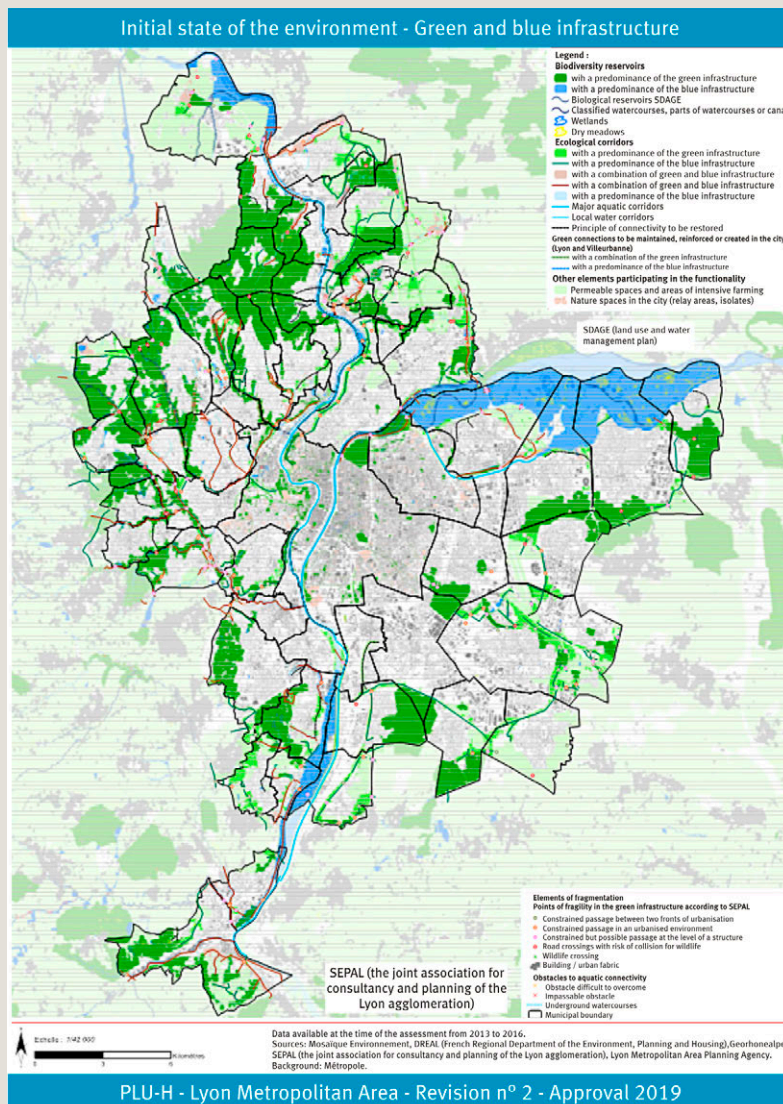 Initial state of the environment - Green and blue infrastructure
Legend :
Biodiversity reservoirs
wih a predominance of the green infrastructure
with a predominance of the blue infrastructure
Biological reservoirs SDAGE
Classified watercourses, parts of watercourses or cana
Wetlands
Dry meadows
Ecological corridors
with a predominance of the green infrastructure
with a predominance of the blue infrastructure
with a combination of green and blue infrastructure
with a combination of green and blue infrastructure
with a predominance of the blue infrastructure
Major aquatic corridors
Local water corridors
Principle of connectivity to be restored
Green connections to be maintained, reinforced or created in the city
(Lyon and Villeurbanne)
with a combination of the green infrastructure
with a predominance of the blue infrastructure
Other elements participating in the functionality
Permeable spaces and areas of intensive farming
Nature spaces in the city (relay areas, isolates)
SDAGE (land use and water
management plan)
Elements of fragmentation
Points of fragility in the green infrastructure according to SEPAL
Constrained passage between two fronts of urbanisation
Constrained passage in an urbanised environment
Constrained but possible passage at the level of a structure
Road crossings with risk of collision for wildlife
Wildlife crossing
Building / urban fabric
Obstacles to aquatic connectivity
Obstacle difficult to overcome
Impassable obstacle
Underground watercourses
Municipal boundary
SEPAL (the joint association for
consultancy and planning of the
Lyon agglomeration)
Echelle : 1/42 000
0 3 6 Kilomètres
Data available at the time of the assessment from 2013 to 2016.
Sources: Mosaïque Environnement, DREAL (French Regional Department of the Environment, Planning and Housing),Georhonealpe
SEPAL (the joint association for consultancy and planning of the Lyon agglomeration), Lyon Metropolitan Area Planning Agency.
Background: Métropole.
PLU-H - Lyon Metropolitan Area - Revision n° 2 - Approval 2019